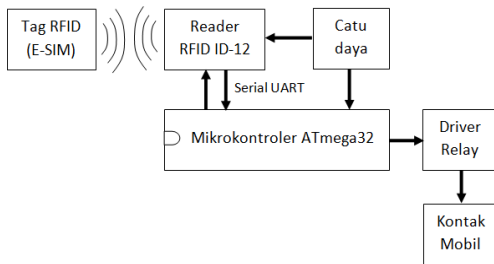 Tag RFID
(E-SIM)
Reader
RFID ID-12
Catu
daya
Serial UART
Mikrokontroler ATmega32
Driver
Relay
Kontak
Mobil